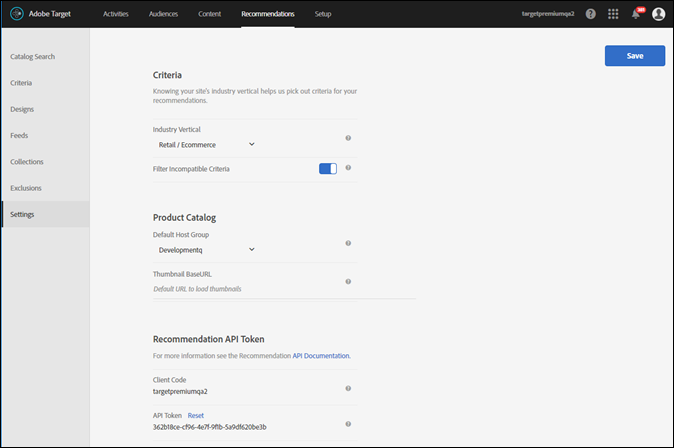 Adobe Target
Activities
Audiences
Content
Recommendations
Setup
targetpremiumqa2
Catalog Search
Criteria
Designs
Feeds
Collections
Exclusions
Settings
Save
Criteria
Knowing your site's industry vertical helps us pick out criteria for your
recommendations.
Industry Vertical
Retail / Ecommerce
Filter Incompatible Criteria
Product Catalog
Default Host Group
Developmentq
Thumbnail BaseURL
Default URL to load thumbnails
Recommendation API Token
For more information see the Recommendation API Documentation.
Client Code
targetpremiumqa2
API Token Reset
362b18ce-cf96-4e7f-9f1b-5a9df620be3b